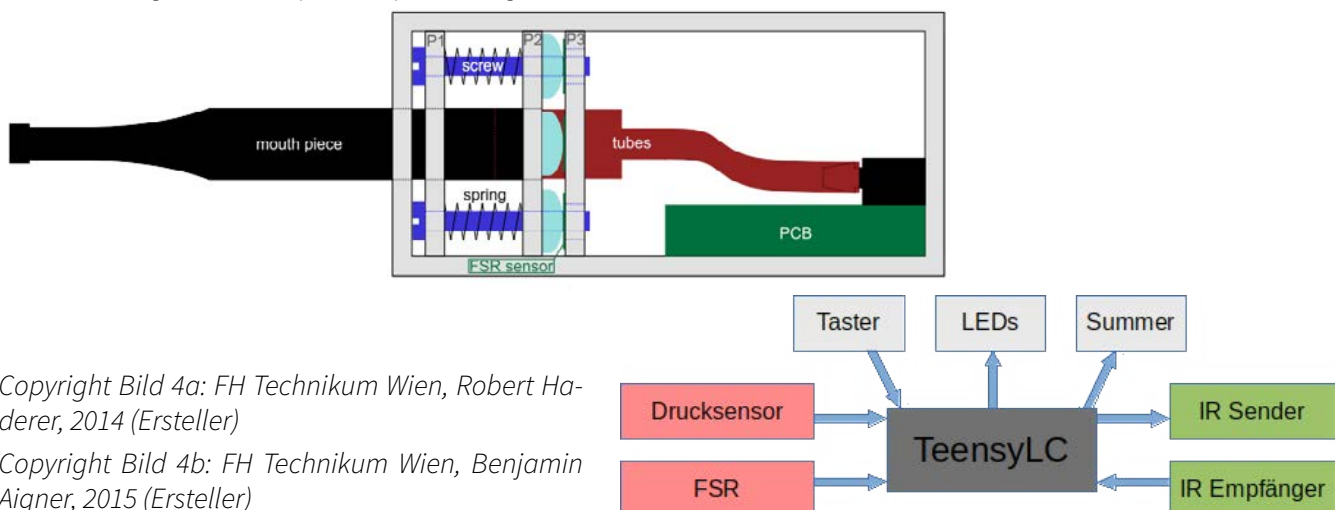 P1
P2
P3
screw
mouth piece
tubes
spring
PCB
FSR sensor
Taster
LEDs
Summer
Copyright Bild 4a: FH Technikum Wien, Robert Ha-
derer, 2014 (Ersteller)
Copyright Bild 4b: FH Technikum Wien, Benjamin
Aigner, 2015 (Ersteller)
Drucksensor
TeensyLC
IR Sender
FSR
IR Empfänger